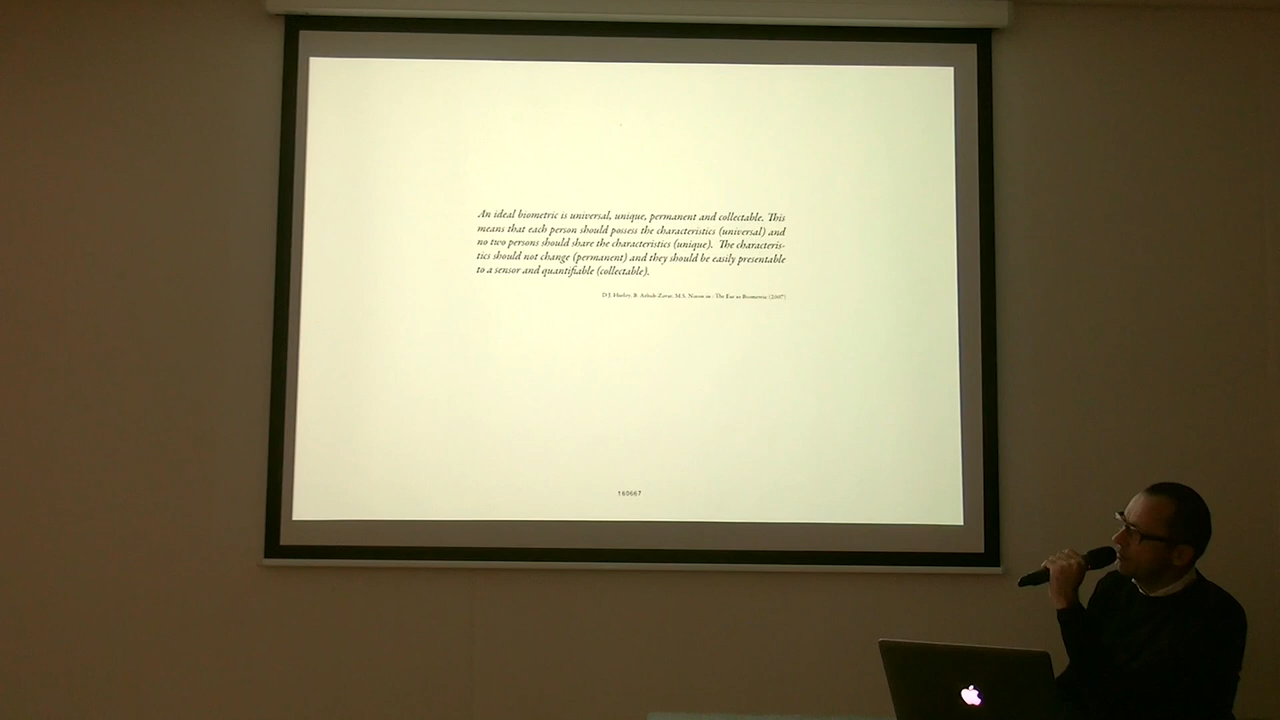 An ideal biometric is universal, unique, permanent and collectable. This
means that each person should possess the characteristics (universal) and
no two persons should share the characteristics (unique). The characteris-
tics should not change (permanent) and they should be easily presentable
to a sensor and quantifiable (collectable).
D.J. Hurley, B. Arbab-Zavar, M.S. Nixon in : The Ear as Biometric (2007)
160667